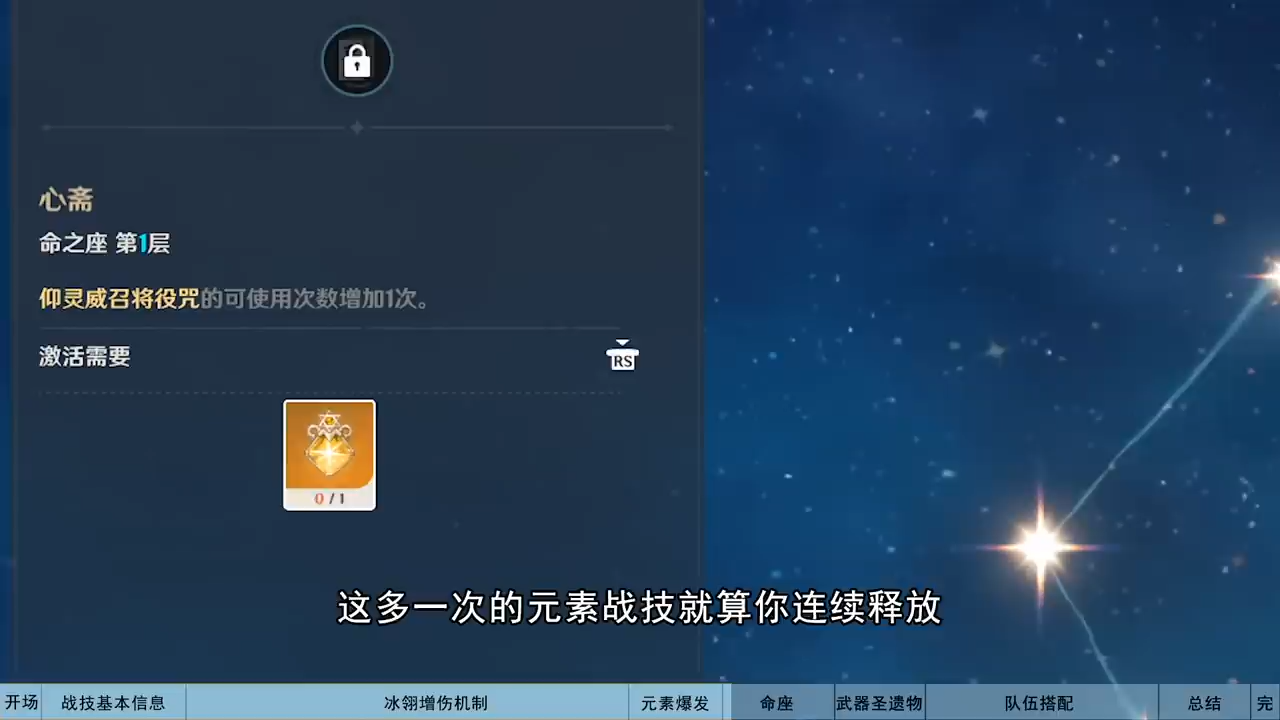 心斋
命之座 第1层
仰灵威召将役咒的可使用次数增加1次。
激活需要
RS
0/1
这多一次的元素战技就算你连续释放
开场 战技基本信息 冰翎增伤机制 元素爆发 命座 武器圣遗物 队伍搭配 总结 完